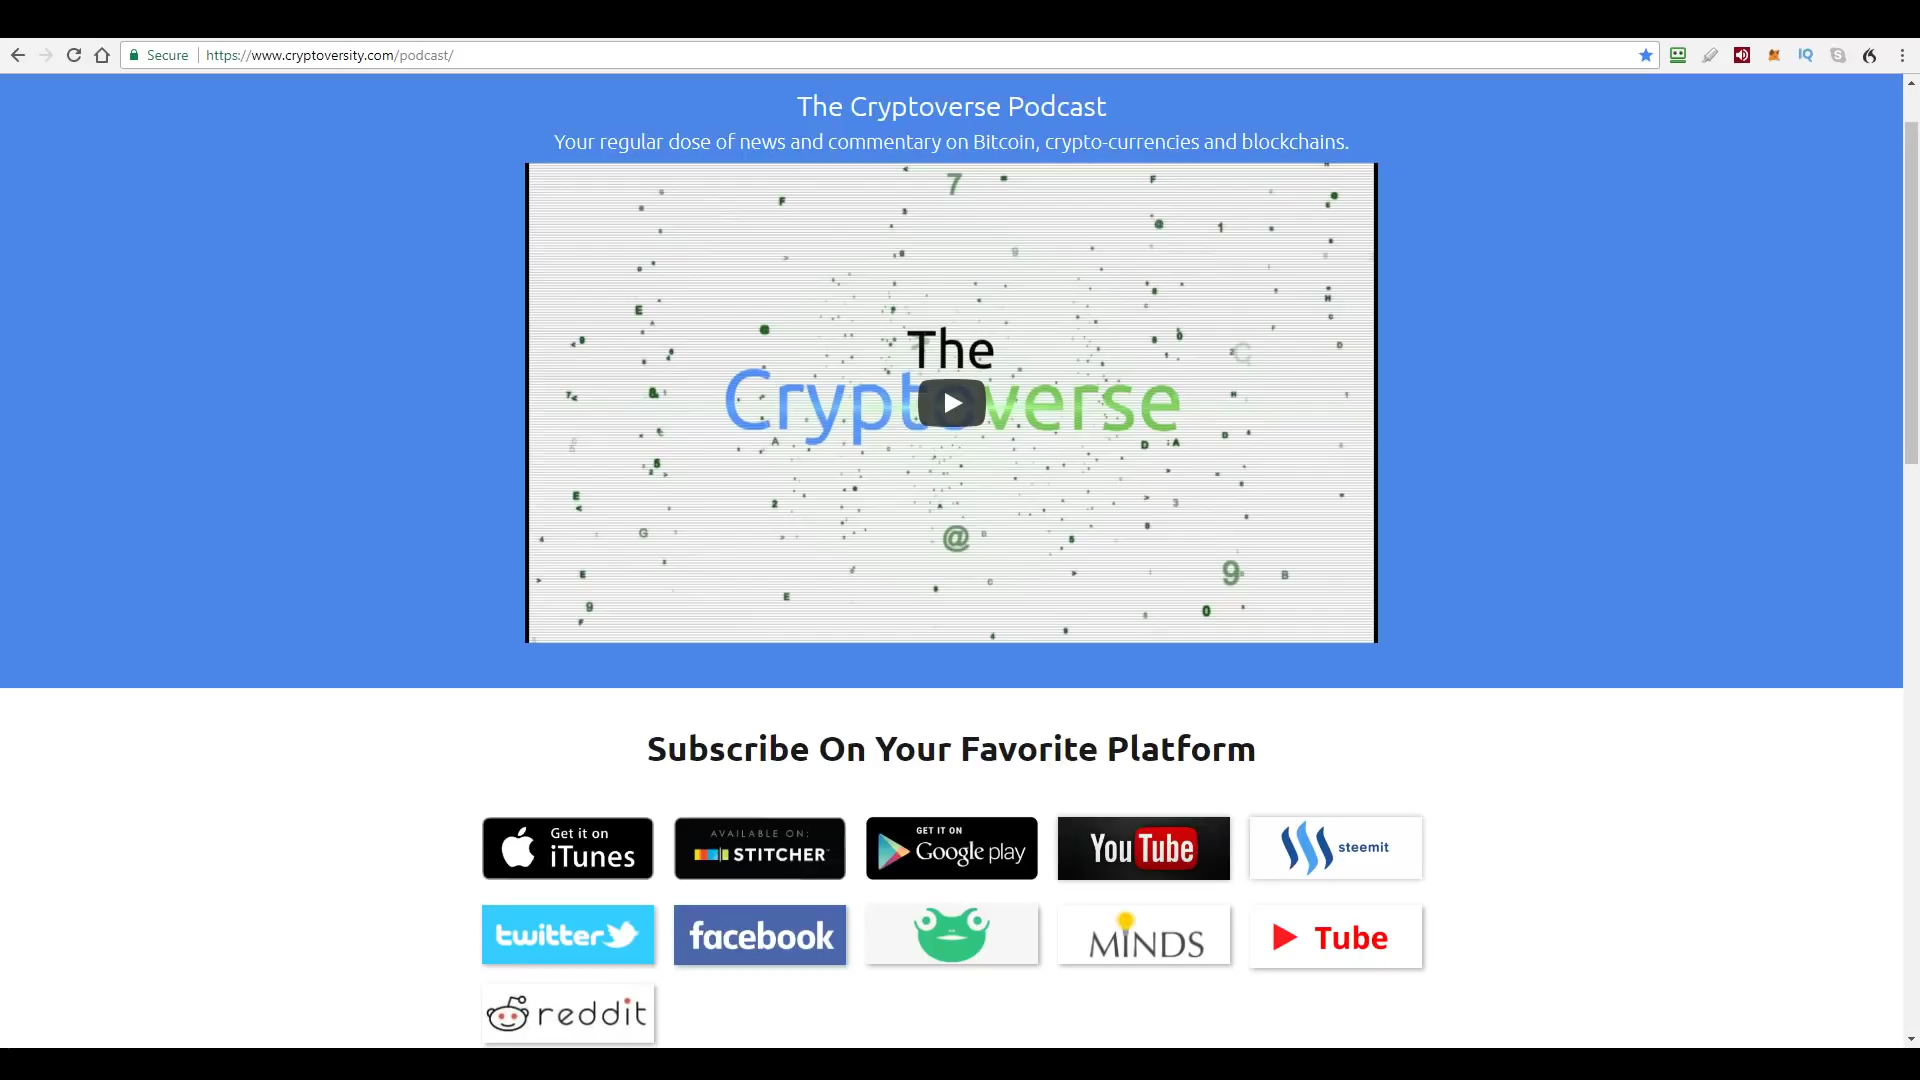 Secure https://www.cryptoversity.com/podcast/
The Cryptoverse Podcast
Your regular dose of news and commentary on Bitcoin, crypto-currencies and blockchains.
The
Cryptoverse
Subscribe On Your Favorite Platform
Get it on
iTunes
AVAILABLE ON:
STITCHER
GET IT ON
Google play
YouTube
steemit
twitter
facebook
MINDS
Tube
reddit